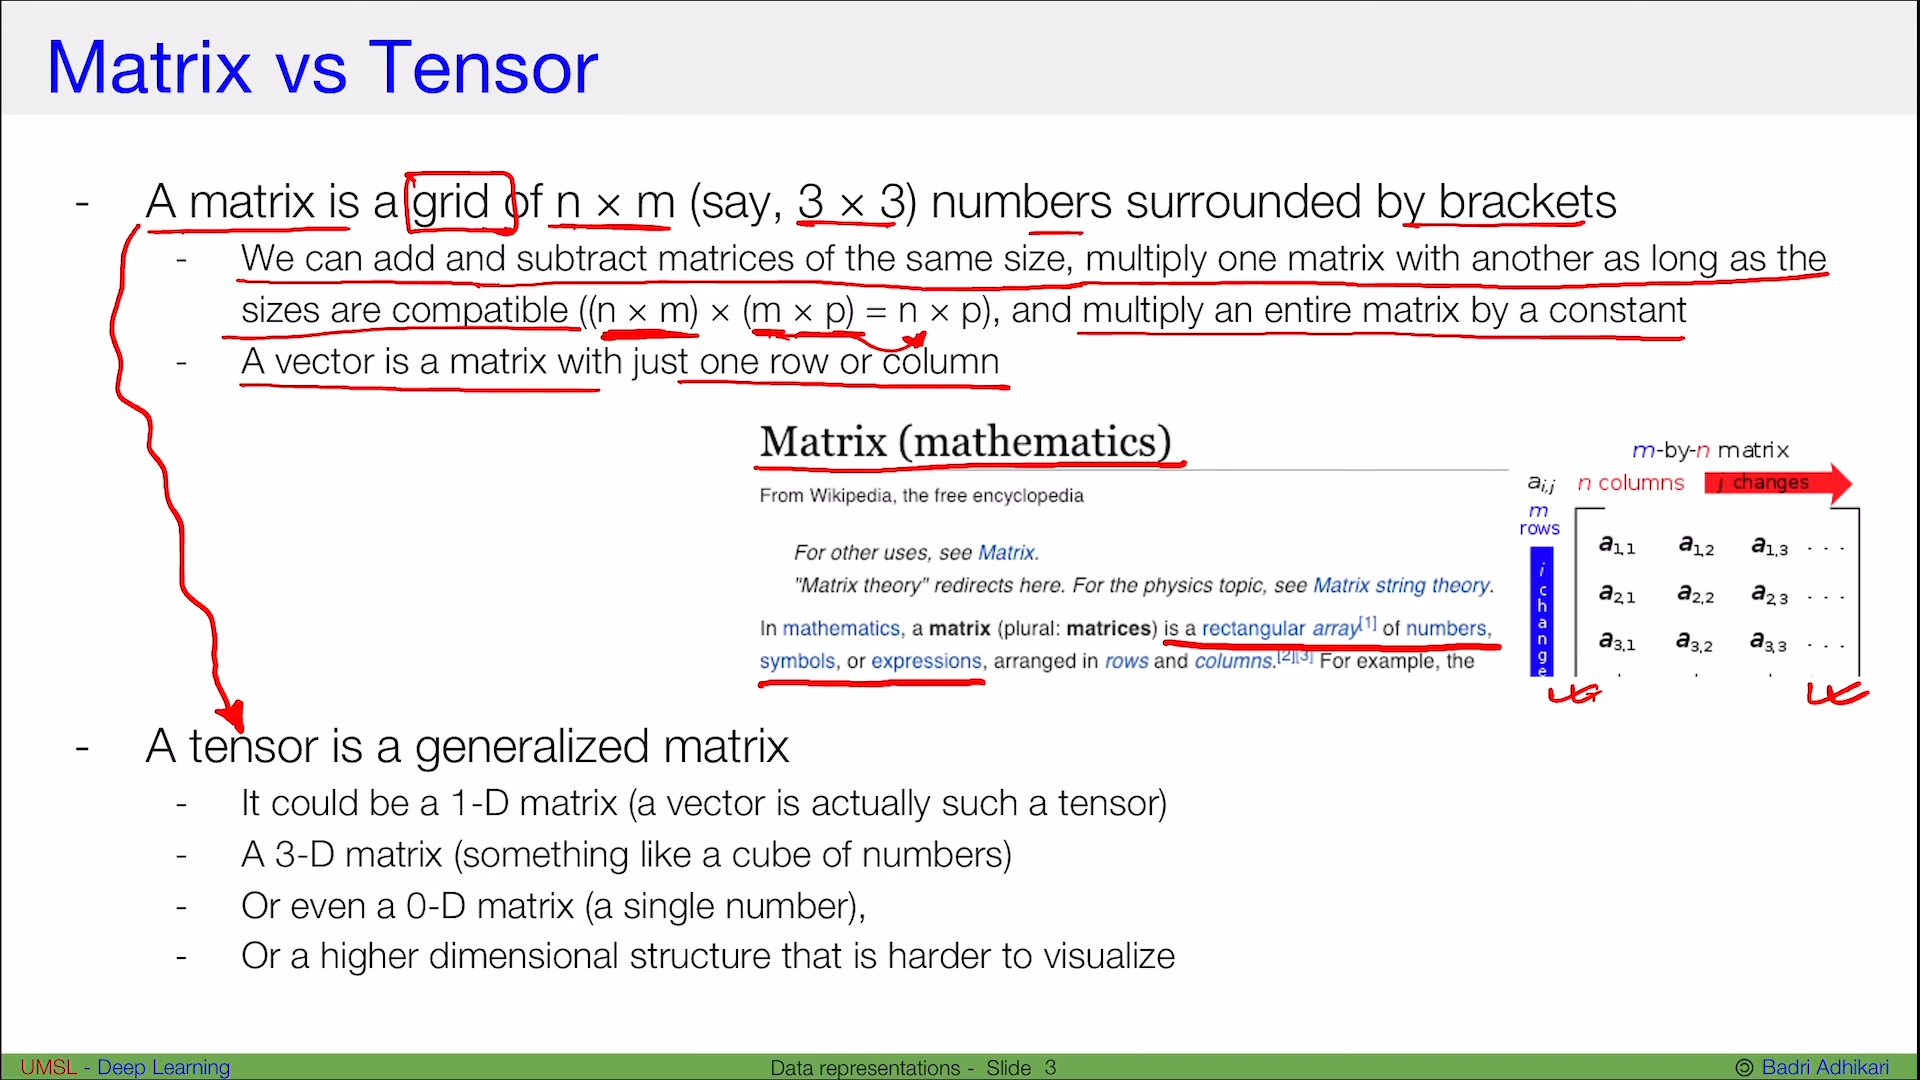 Matrix vs Tensor
- A matrix is a grid of n × m (say, 3 × 3) numbers surrounded by brackets
- We can add and subtract matrices of the same size, multiply one matrix with another as long as the
sizes are compatible ((n × m) × (m × p) = n × p), and multiply an entire matrix by a constant
- A vector is a matrix with just one row or column
Matrix (mathematics)
From Wikipedia, the free encyclopedia
For other uses, see Matrix.
"Matrix theory" redirects here. For the physics topic, see Matrix string theory.
In mathematics, a matrix (plural: matrices) is a rectangular array[1] of numbers,
symbols, or expressions, arranged in rows and columns.[2][3] For example, the
m-by-n matrix
ai,j n columns j changes
m
rows
i change
a1,1 a1,2 a1,3 . . .
a2,1 a2,2 a2,3 . . .
a3,1 a3,2 a3,3 . . .
- A tensor is a generalized matrix
- It could be a 1-D matrix (a vector is actually such a tensor)
- A 3-D matrix (something like a cube of numbers)
- Or even a 0-D matrix (a single number),
- Or a higher dimensional structure that is harder to visualize
UMSL - Deep Learning
Data representations - Slide 3
© Badri Adhikari